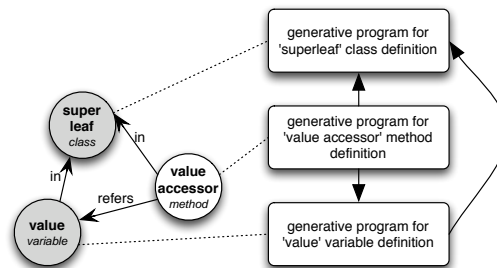 generative program for
'superleaf' class definition
super
leaf
class
in
in
generative program for
'value accessor' method
definition
value
accessor
method
refers
value
variable
generative program for
'value' variable definition